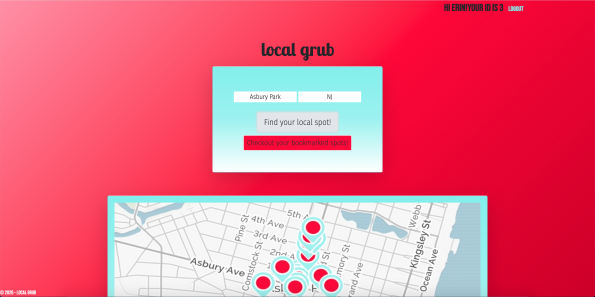 HI ERIN!YOUR ID IS 3 LOGOUT
local grub
Asbury Park NJ
Find your local spot!
Checkout your bookmarked spots!
5th A
4th Ave
3rd Ave
2nd A
Pine St
Comstock St
Asbury Ave
mory St
rand Ave
Kingsley St
Ocean Ave
Webb
(C) 2020 - LOCAL GRUB